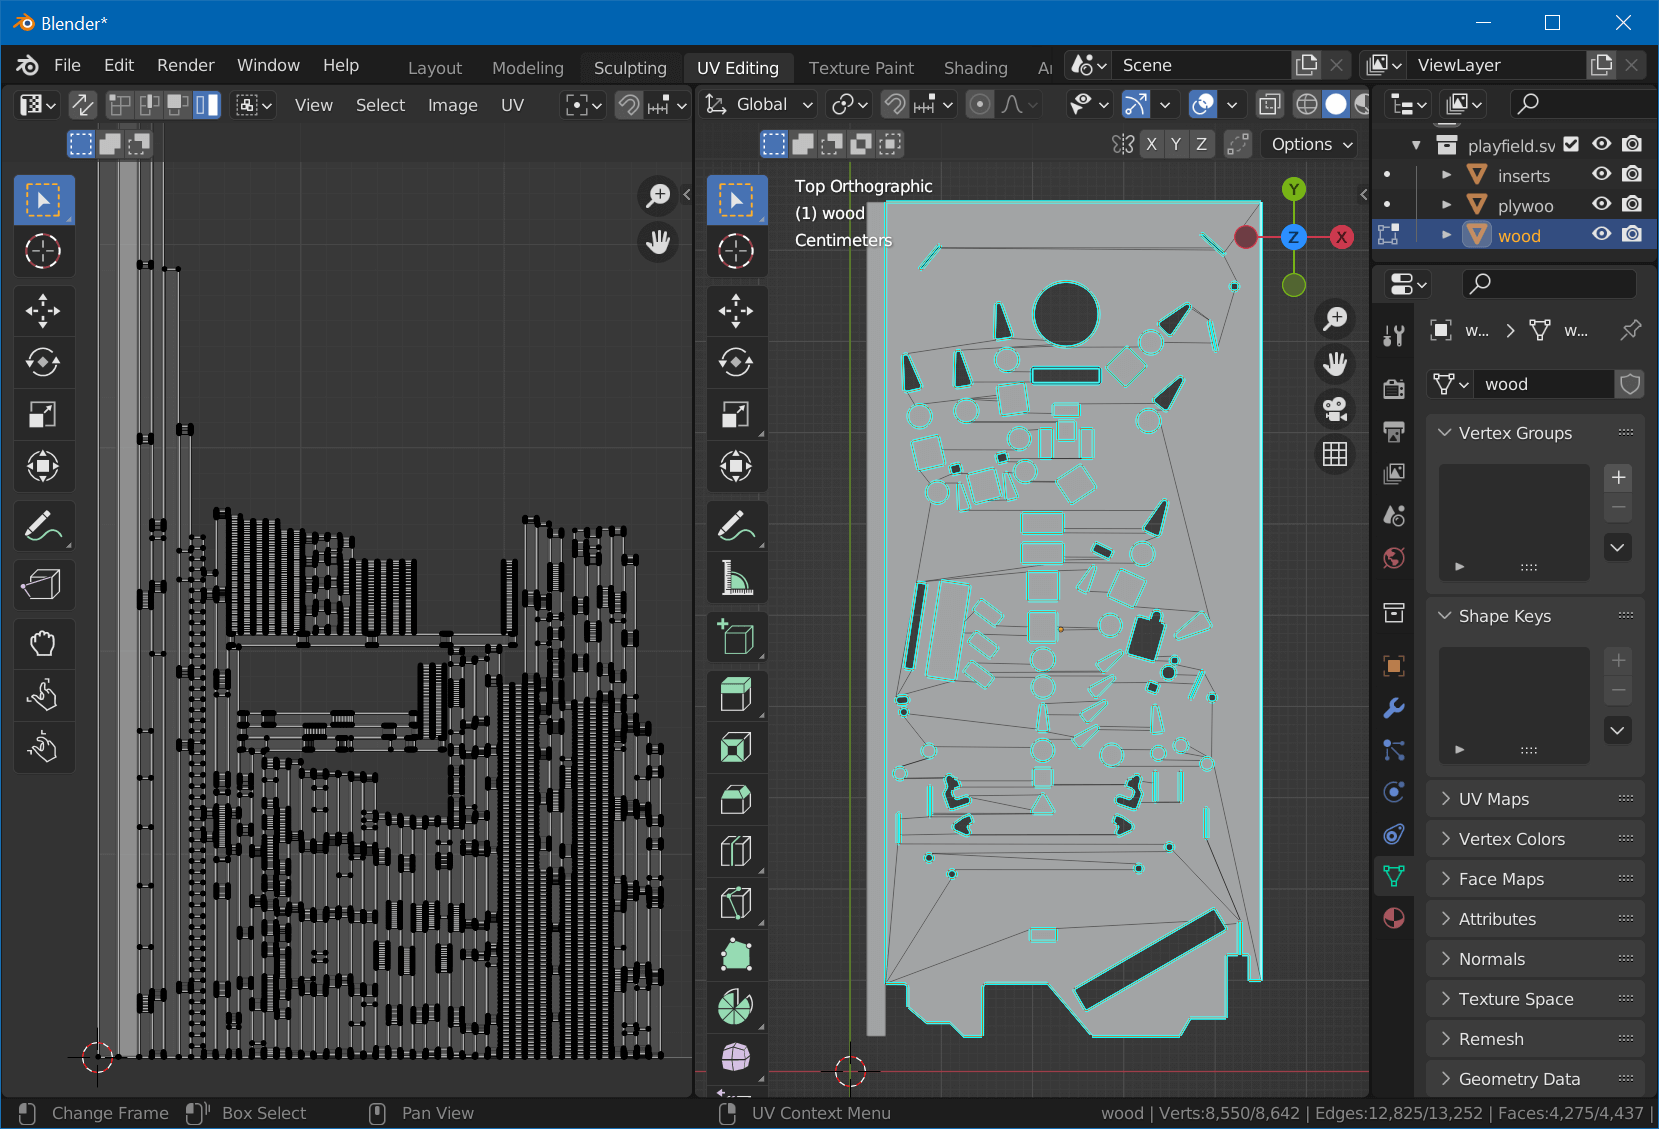 Blender*
File Edit Render Window Help
Layout Modeling Sculpting UV Editing Texture Paint Shading
Scene
ViewLayer
View Select Image UV
Global
X Y Z
Options
Top Orthographic
(1) wood
Centimeters
Y
Z
X
playfield.sv
inserts
plywoo
wood
w...
w...
wood
Vertex Groups
Shape Keys
UV Maps
Vertex Colors
Face Maps
Attributes
Normals
Texture Space
Remesh
Geometry Data
Change Frame
Box Select
Pan View
UV Context Menu
wood | Verts:8,550/8,642 | Edges:12,825/13,252 | Faces:4,275/4,437 |